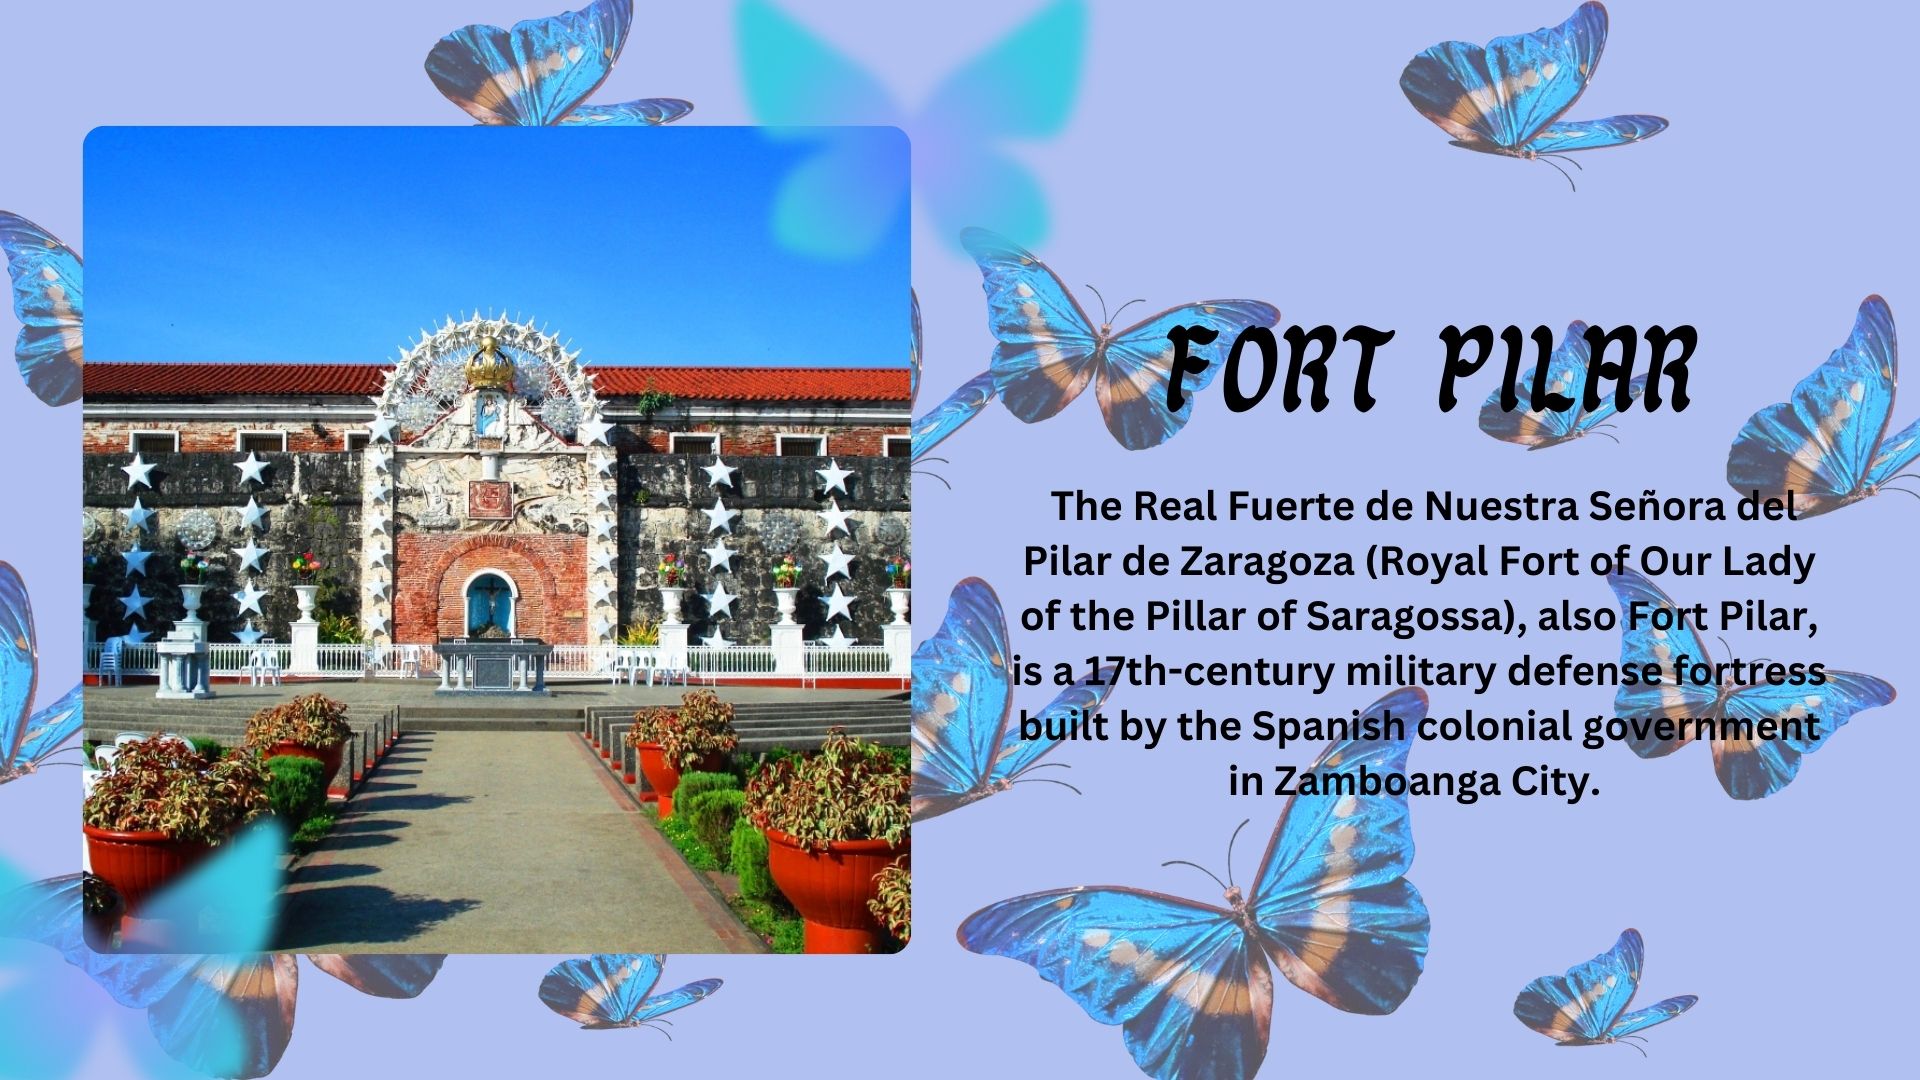 FORT PILAR
The Real Fuerte de Nuestra Señora del
Pilar de Zaragoza (Royal Fort of Our Lady
of the Pillar of Saragossa), also Fort Pilar,
is a 17th-century military defense fortress
built by the Spanish colonial government
in Zamboanga City.